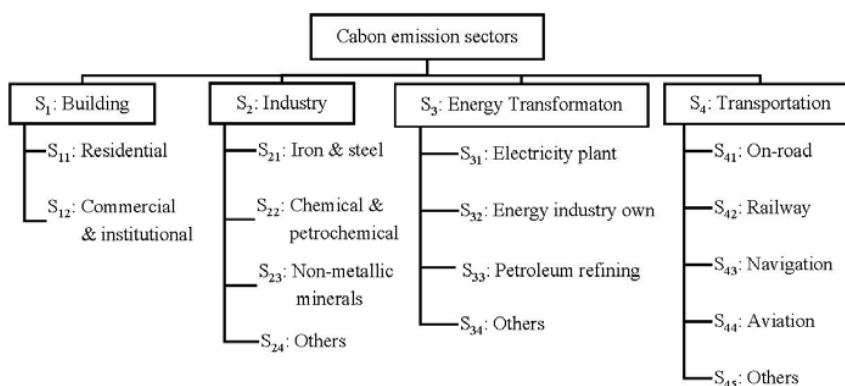 Cabon emission sectors
S₁: Building
S₁₁: Residential
S₁₂: Commercial
& institutional
S₂: Industry
S₂₁: Iron & steel
S₂₂: Chemical &
petrochemical
S₂₃: Non-metallic
minerals
S₂₄: Others
S₃: Energy Transformaton
S₃₁: Electricity plant
S₃₂: Energy industry own
S₃₃: Petroleum refining
S₃₄: Others
S₄: Transportation
S₄₁: On-road
S₄₂: Railway
S₄₃: Navigation
S₄₄: Aviation
S₄₅: Others